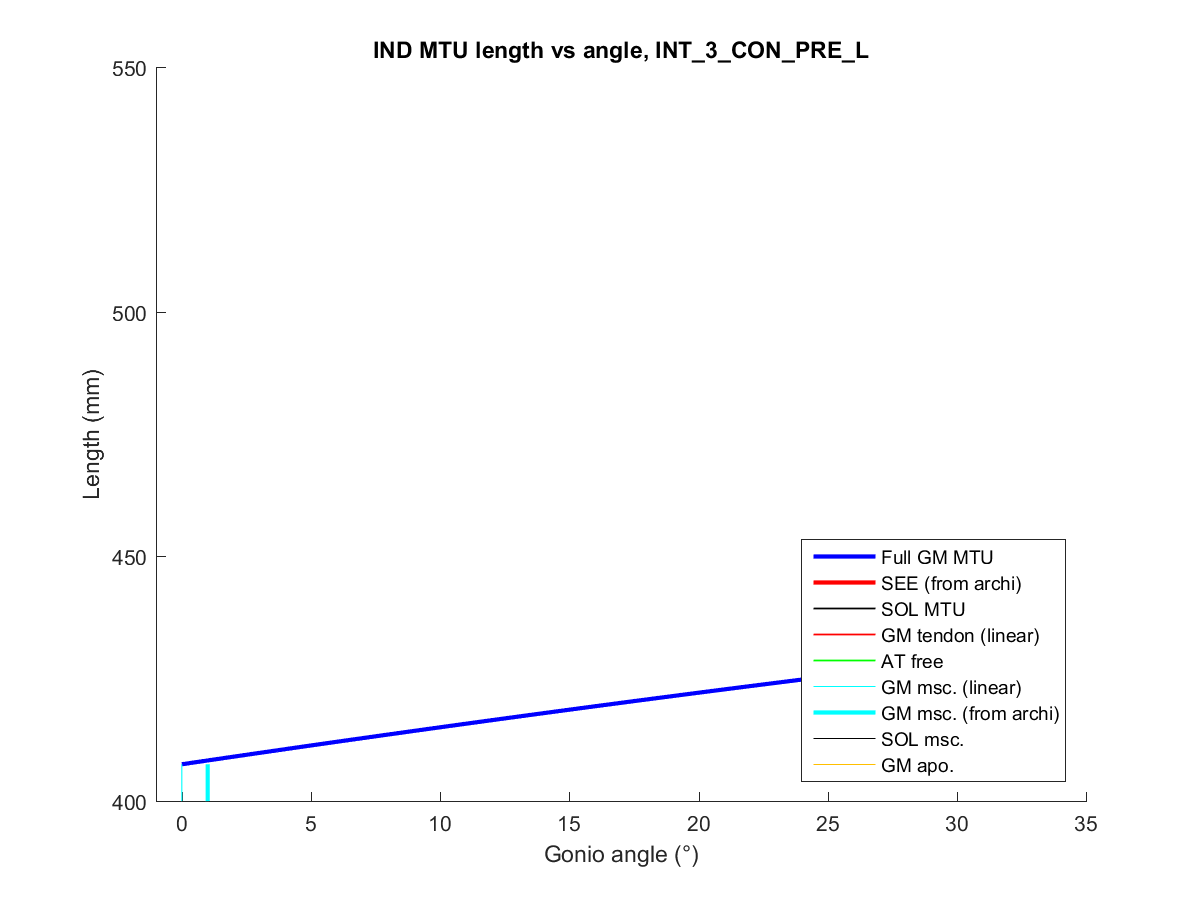 IND MTU length vs angle, INT_3_CON_PRE_L
550
500
450
400
Length (mm)
Full GM MTU
SEE (from archi)
SOL MTU
GM tendon (linear)
AT free
GM msc. (linear)
GM msc. (from archi)
SOL msc.
GM apo.
0 5 10 15 20 25 30 35
Gonio angle (°)